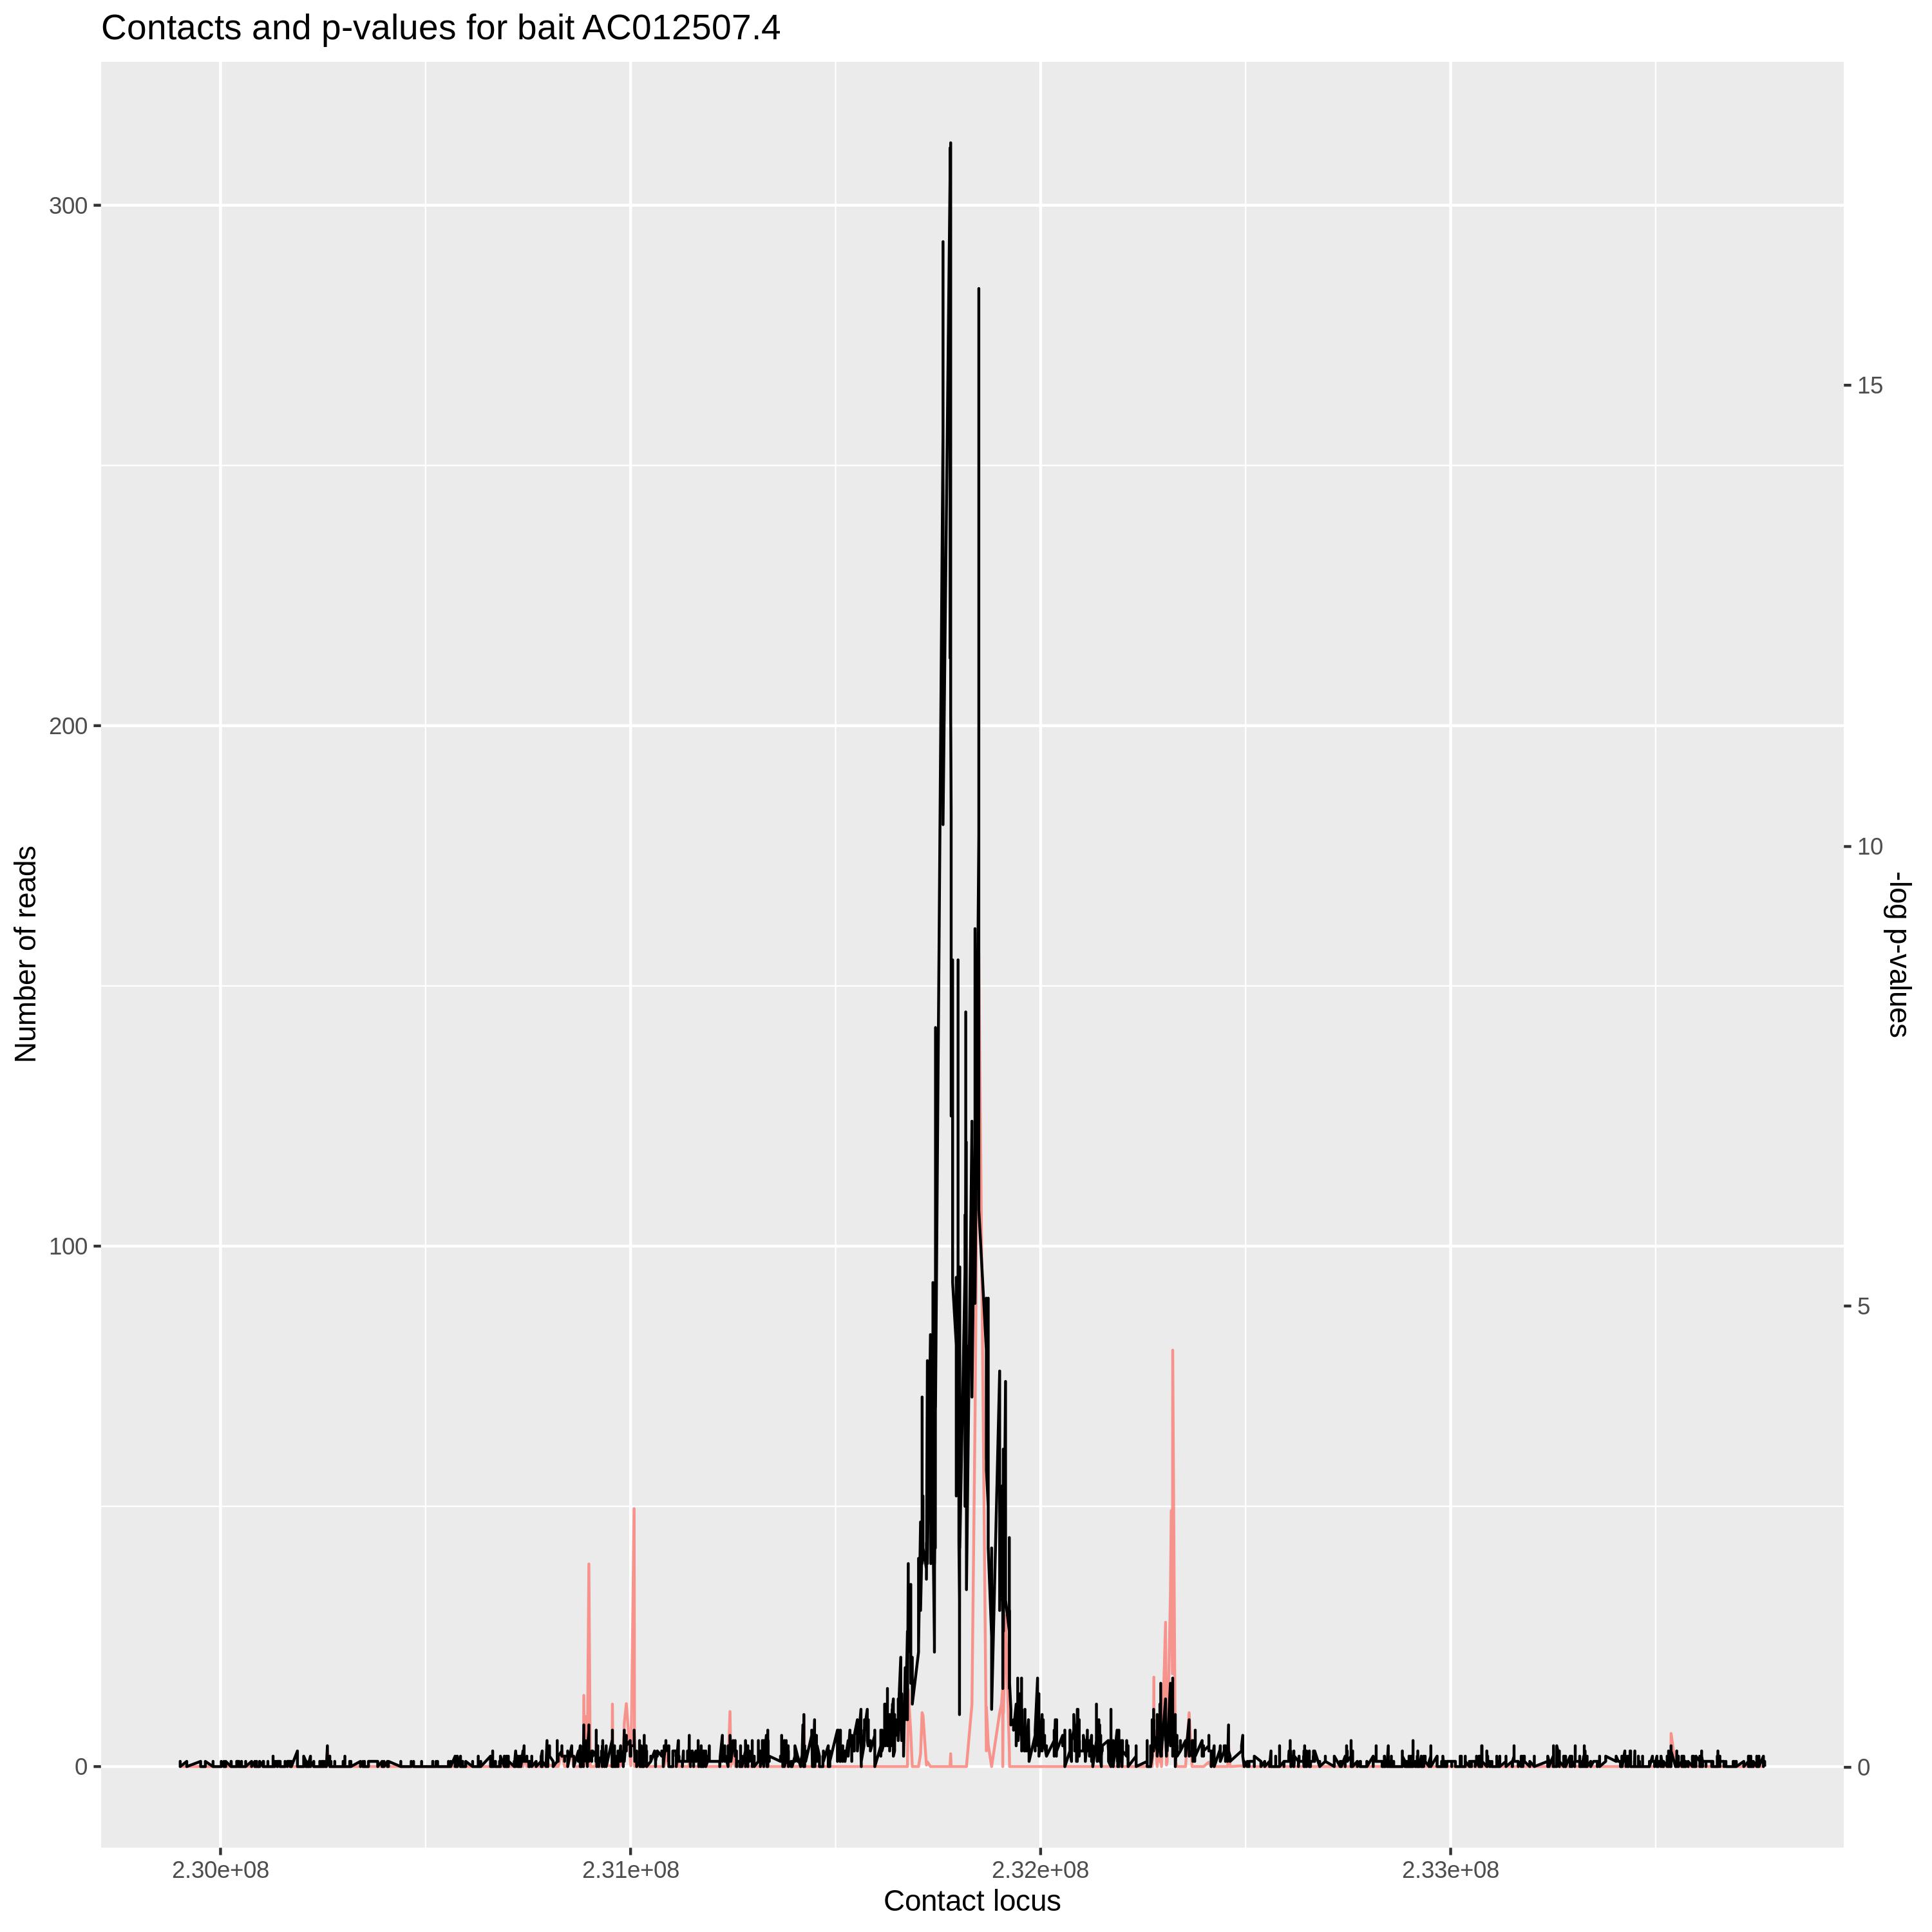 Contacts and p-values for bait AC012507.4
300
200
100
0
Number of reads
15
10
5
0
-log p-values
2.30e+08
2.31e+08
2.32e+08
2.33e+08
Contact locus